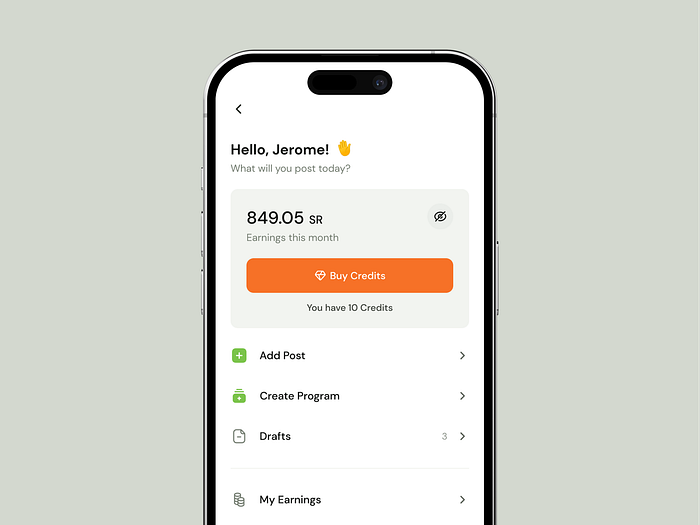 Hello, Jerome! 👋
What will you post today?
849.05 SR
Earnings this month
Buy Credits
You have 10 Credits
Add Post
Create Program
Drafts 3
My Earnings